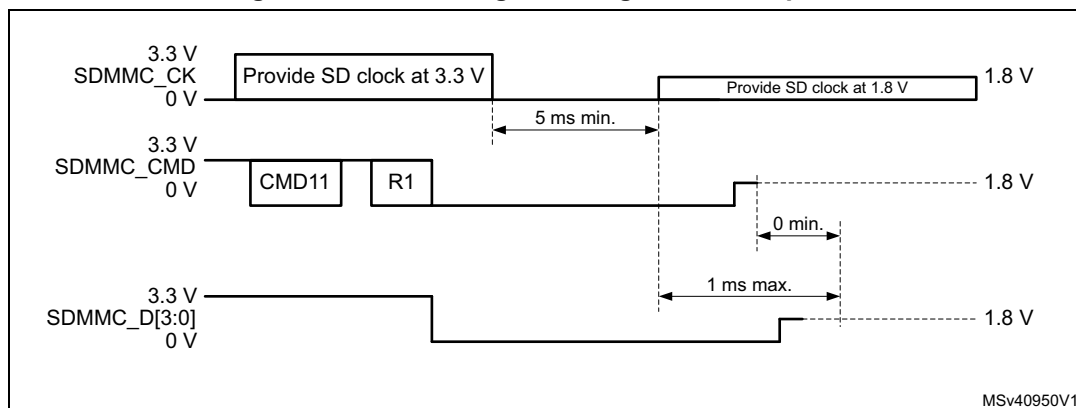 3.3 V
SDMMC_CK
0 V
Provide SD clock at 3.3 V
Provide SD clock at 1.8 V
1.8 V
5 ms min.
3.3 V
SDMMC_CMD
0 V
CMD11
R1
1.8 V
0 min.
1 ms max.
3.3 V
SDMMC_D[3:0]
0 V
1.8 V
MSv40950V1